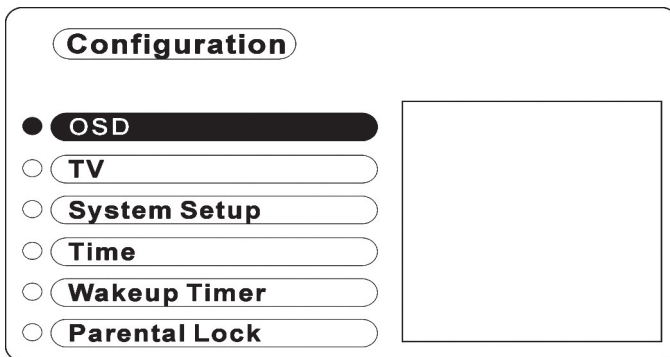 Configuration
OSD
TV
System Setup
Time
Wakeup Timer
Parental Lock